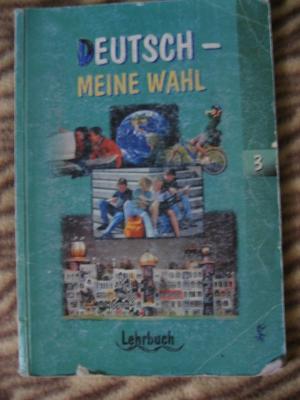 DEUTSCH –
MEINE WAHL
3
Lehrbuch